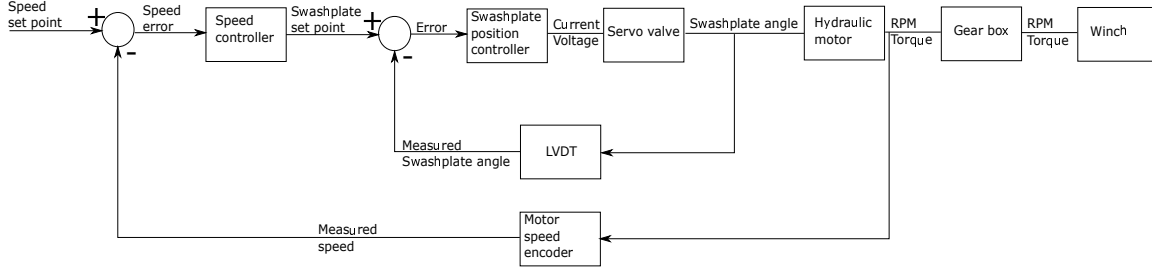 Speed
set point
+
-
Speed
error
Speed
controller
Swashplate
set point
+
-
Error
Swashplate
position
controller
Current
Voltage
Servo valve
Swashplate angle
Hydraulic
motor
RPM
Torque
Gear box
RPM
Torque
Winch
Measured
Swashplate angle
LVDT
Measured
speed
Motor
speed
encoder